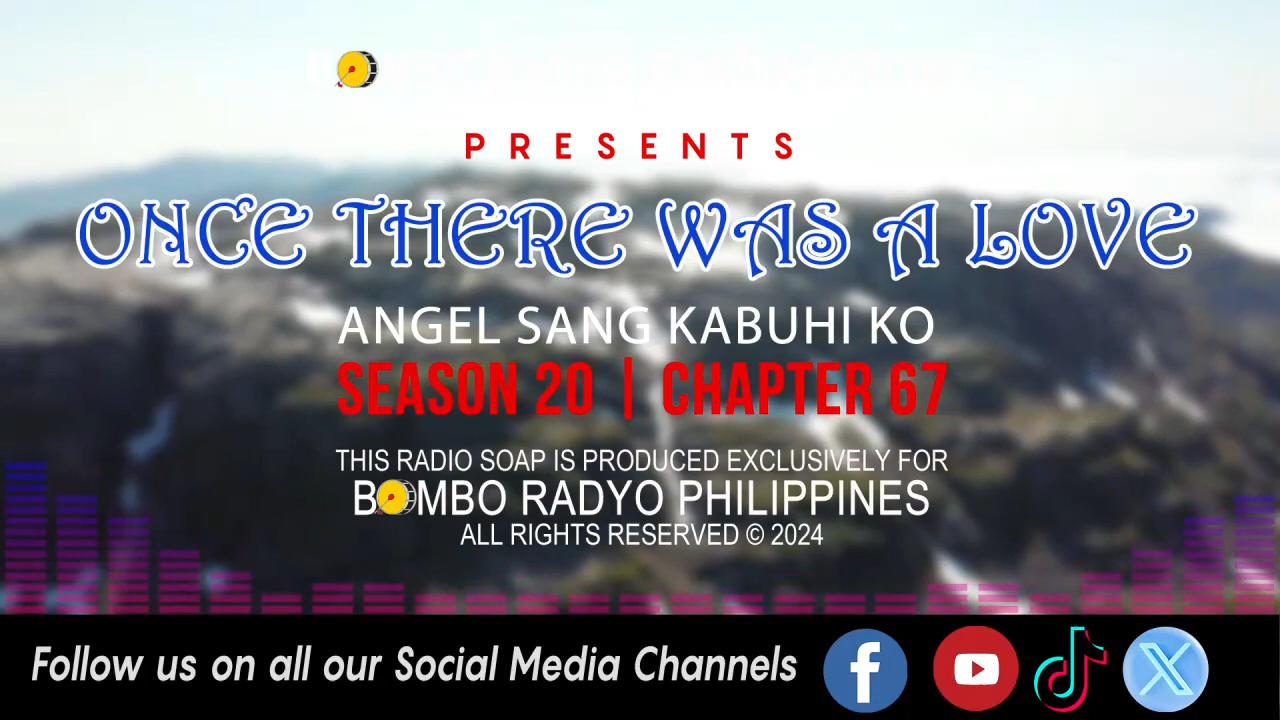 PRESENTS
ONCE THERE WAS A LOVE
ANGEL SANG KABUHI KO
SEASON 20 | CHAPTER 67
THIS RADIO SOAP IS PRODUCED EXCLUSIVELY FOR
BOMBO RADYO PHILIPPINES
ALL RIGHTS RESERVED © 2024
Follow us on all our Social Media Channels